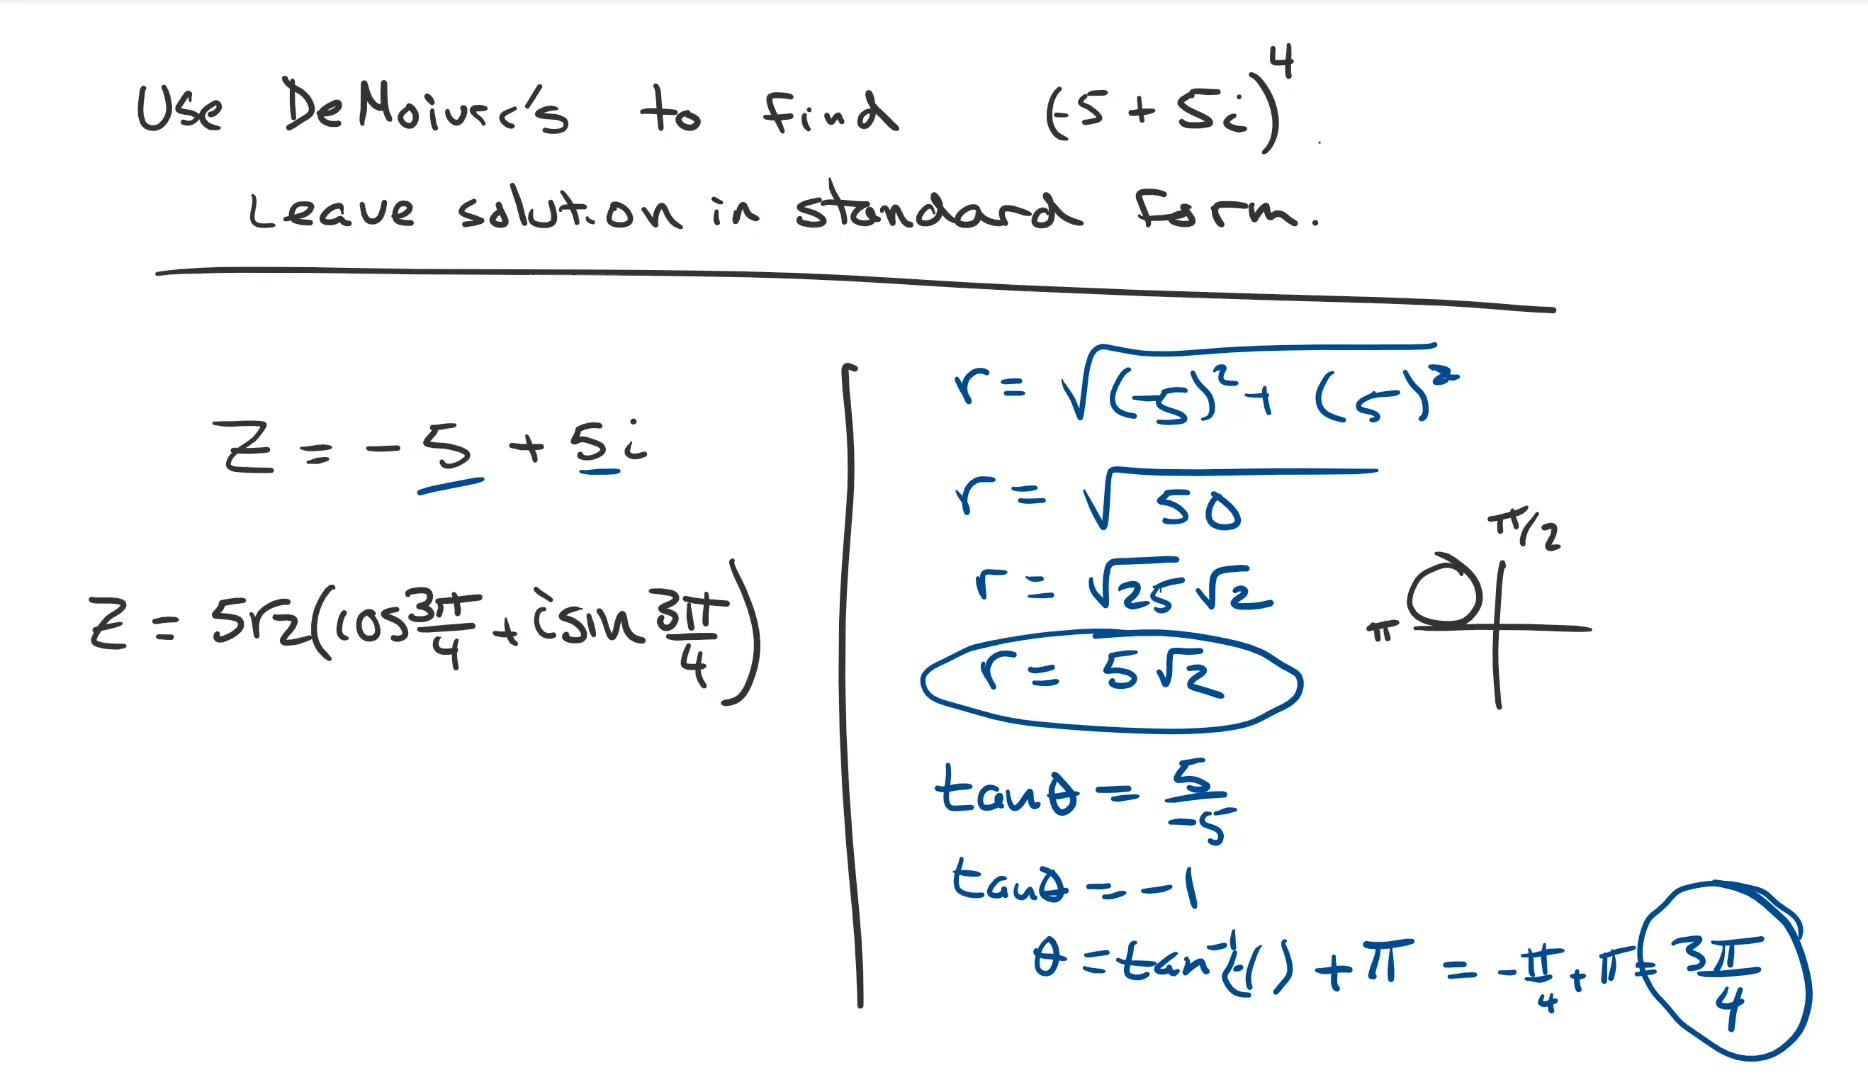 Use DeMoivre's to find (-5 + 5i)^4
Leave solution in standard form.
z = -5 + 5i
z = 5√2(cos 3π/4 + i sin 3π/4)
r = √((-5)² + (5)²)
r = √50
r = √25 √2
r = 5√2
π/2
π
tanθ = 5/-5
tanθ = -1
θ = tan⁻¹(-1) + π = -π/4 + π = 3π/4